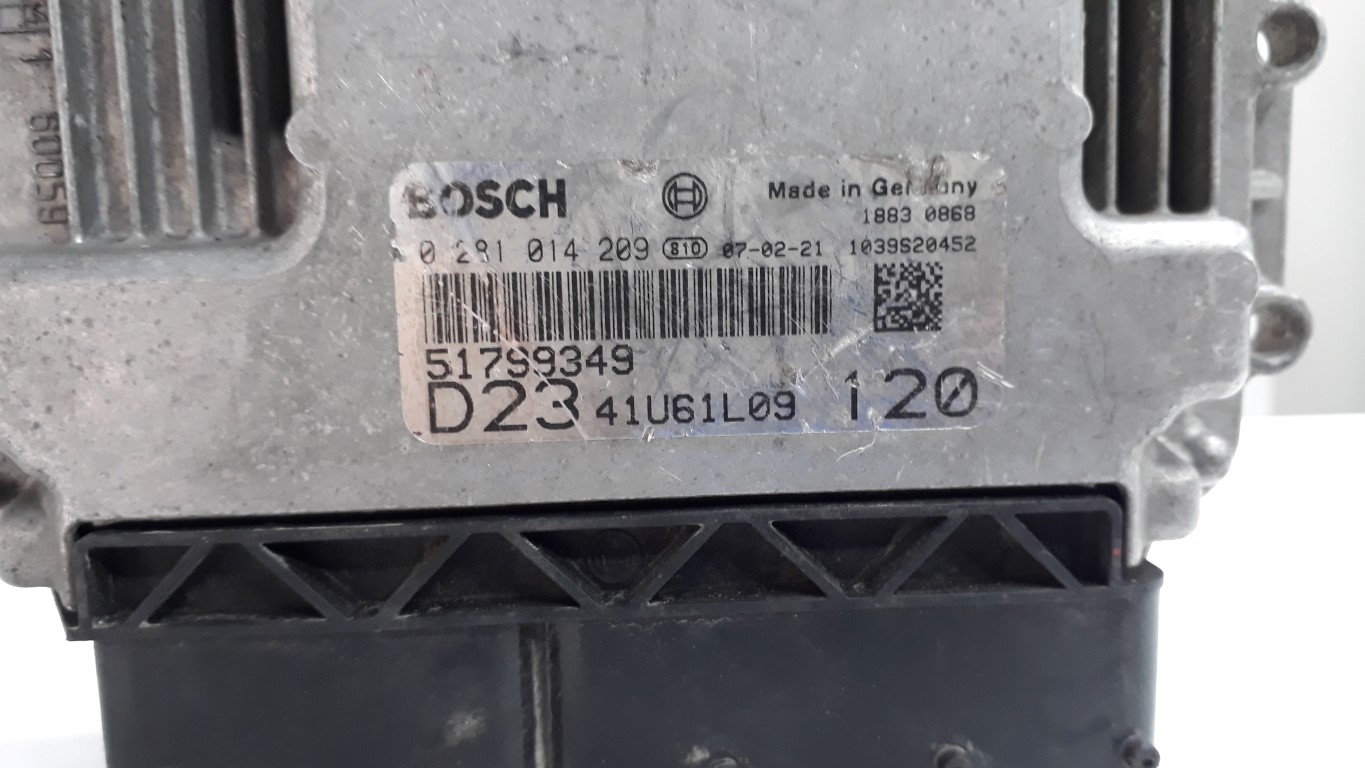 BOSCH
Made in Germany
1883 0868
0 281 014 209 810 07-02-21 1039S20452
51799349
D23 41U61L09 120
60059